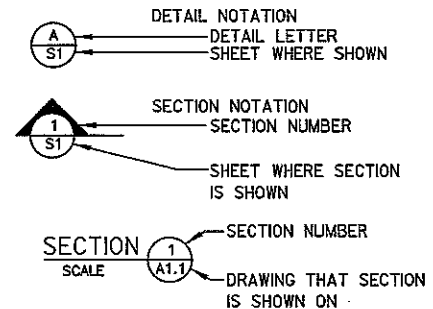 DETAIL NOTATION
A
DETAIL LETTER
S1
SHEET WHERE SHOWN
SECTION NOTATION
1
SECTION NUMBER
S1
SHEET WHERE SECTION
IS SHOWN
SECTION
SCALE
1
A1.1
SECTION NUMBER
DRAWING THAT SECTION
IS SHOWN ON